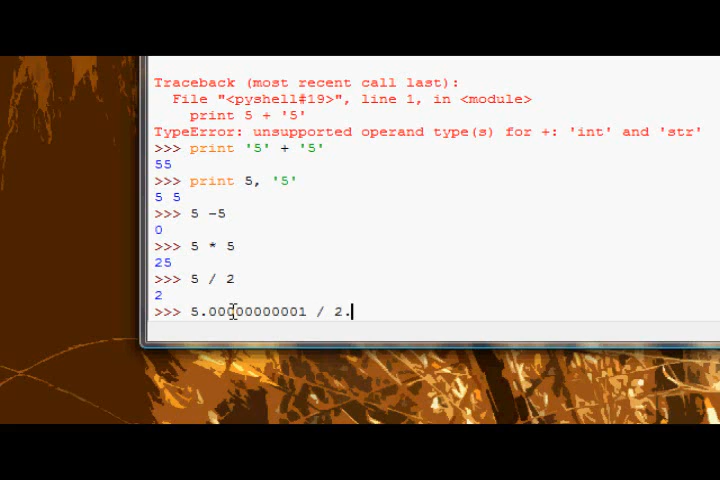 Traceback (most recent call last):
File "<pyshell#19>", line 1, in <module>
print 5 + '5'
TypeError: unsupported operand type(s) for +: 'int' and 'str'
>>> print '5' + '5'
55
>>> print 5, '5'
5 5
>>> 5 -5
0
>>> 5 * 5
25
>>> 5 / 2
2
>>> 5.00000000001 / 2.